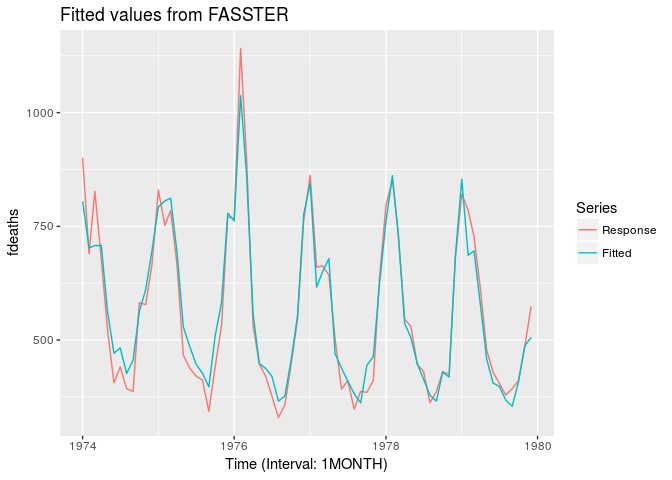 Fitted values from FASSTER
1000
750
500
fdeaths
1974
1976
1978
1980
Time (Interval: 1MONTH)
Series
Response
Fitted